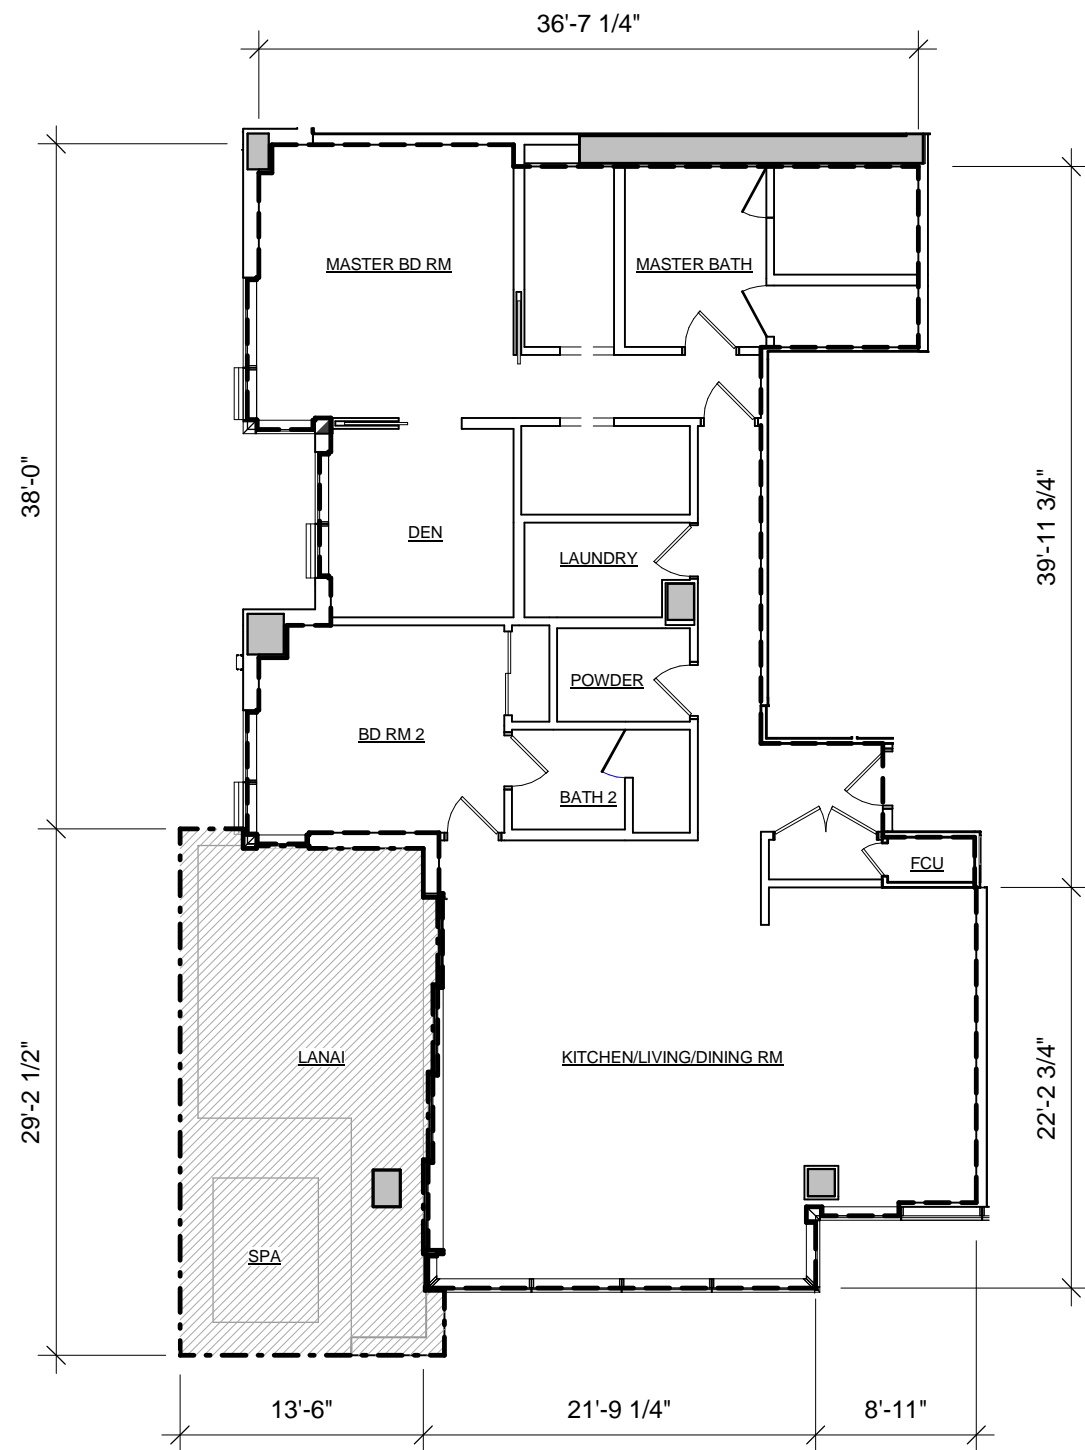 36'-7 1/4"
MASTER BD RM
MASTER BATH
38'-0"
39'-11 3/4"
DEN
LAUNDRY
POWDER
BD RM 2
BATH 2
FCU
LANAI
KITCHEN/LIVING/DINING RM
29'-2 1/2"
22'-2 3/4"
SPA
13'-6"
21'-9 1/4"
8'-11"